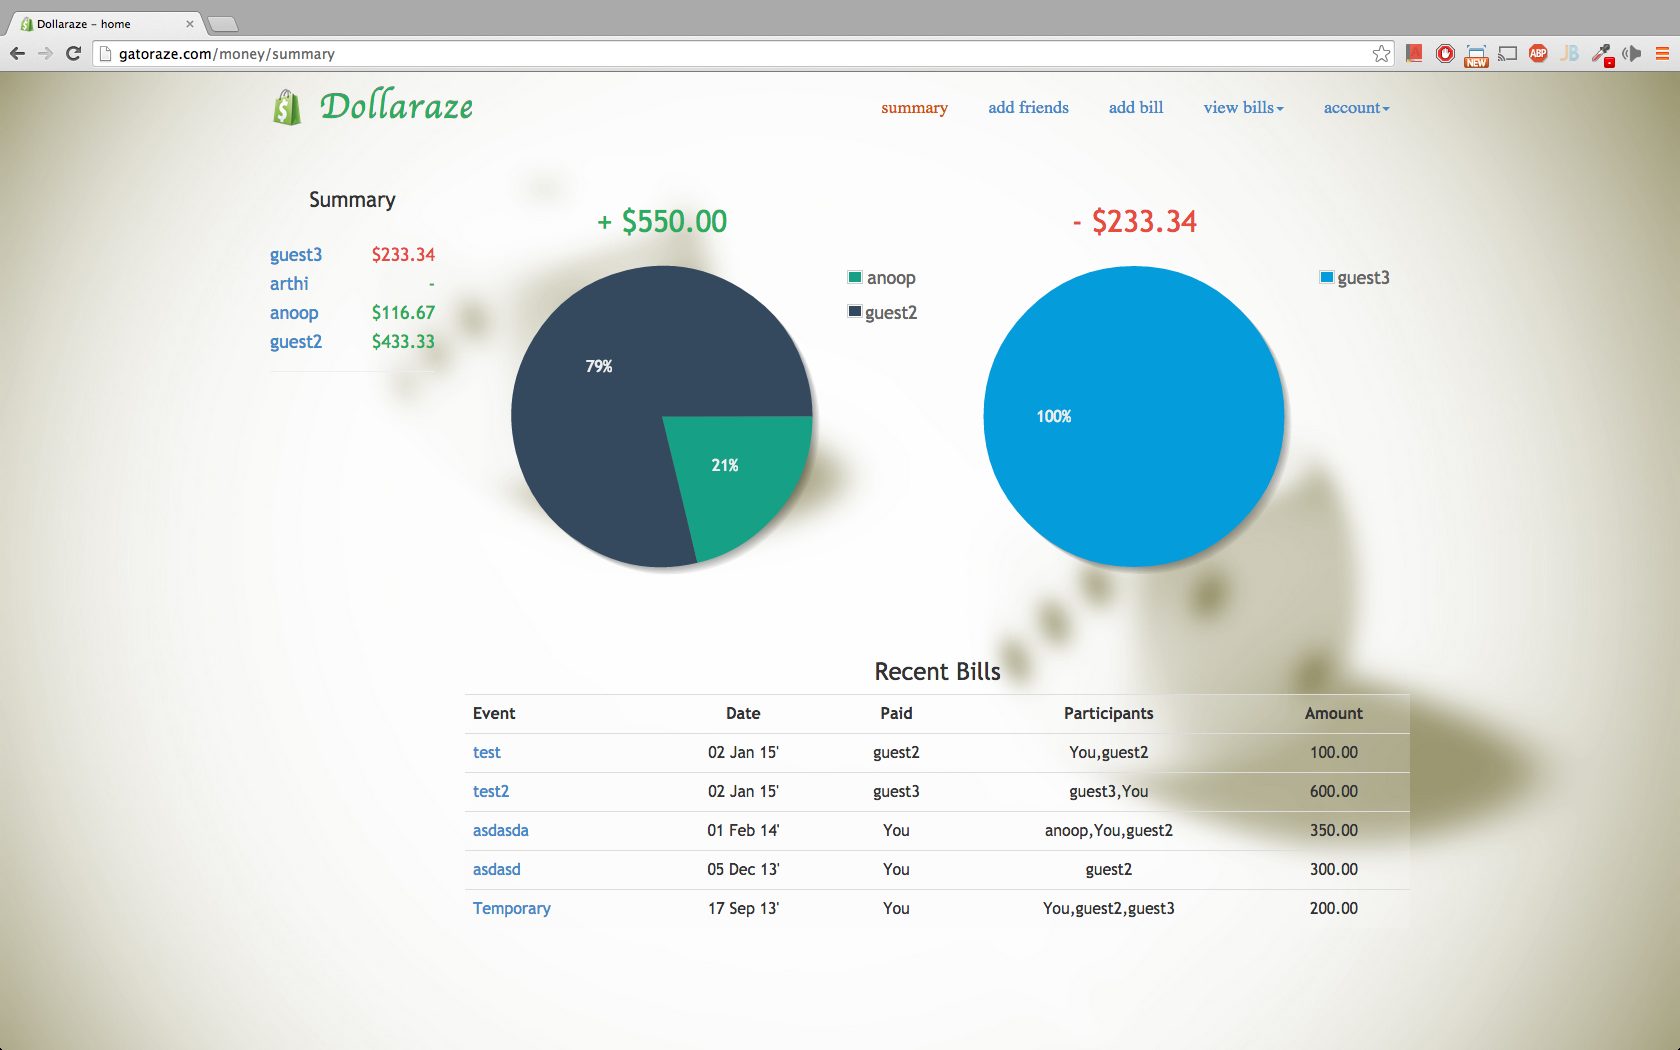 Dollaraze – home
gatoraze.com/money/summary
ABP
JB
NEW
Dollaraze
summary add friends add bill view bills account
Summary
guest3 $233.34
arthi -
anoop $116.67
guest2 $433.33
+ $550.00
79%
21%
anoop
guest2
- $233.34
100%
guest3
Recent Bills
Event Date Paid Participants Amount
test 02 Jan 15' guest2 You,guest2 100.00
test2 02 Jan 15' guest3 guest3,You 600.00
asdasda 01 Feb 14' You anoop,You,guest2 350.00
asdasd 05 Dec 13' You guest2 300.00
Temporary 17 Sep 13' You You,guest2,guest3 200.00